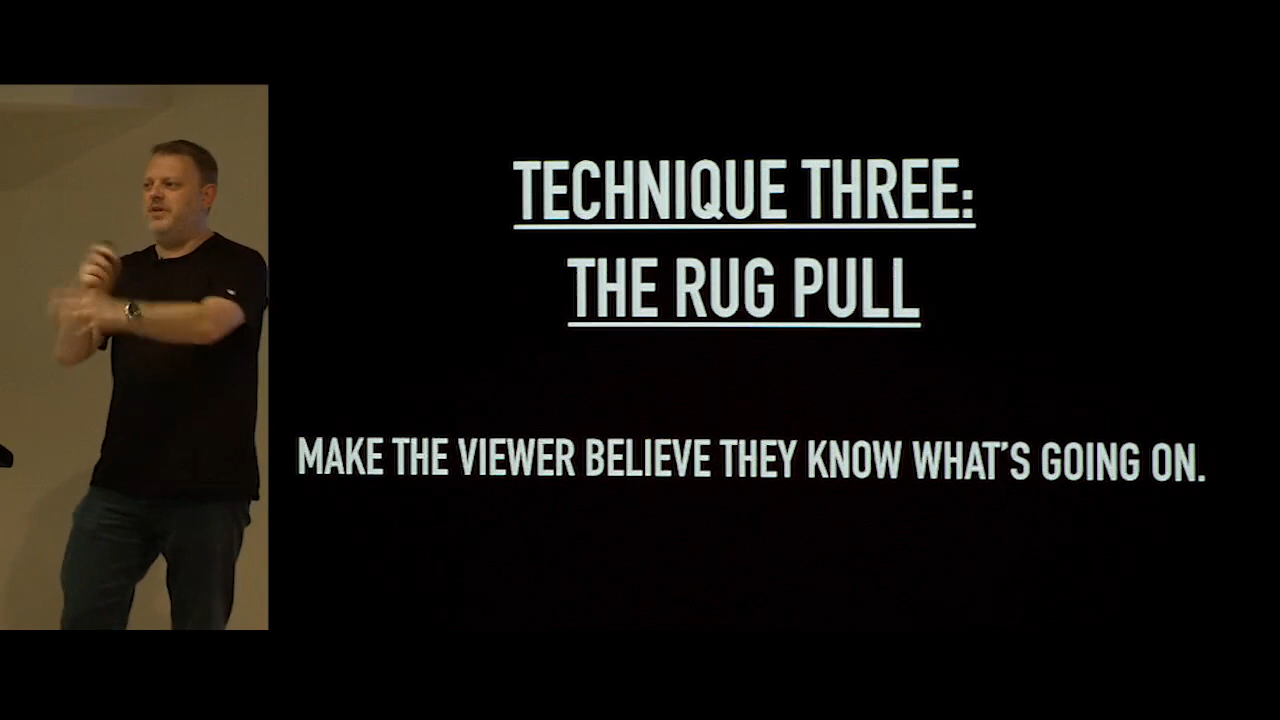 TECHNIQUE THREE:
THE RUG PULL
MAKE THE VIEWER BELIEVE THEY KNOW WHAT'S GOING ON.